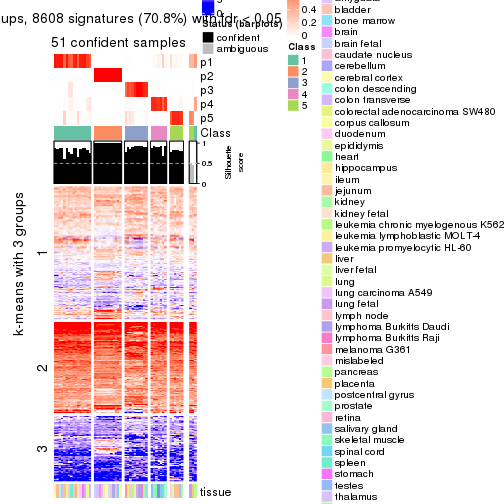 ups, 8608 signatures (70.8%) with fdr < 0.05
51 confident samples
p1
p2
p3
p4
p5
Class
1
0.5
0
Silhouette
score
k-means with 3 groups
1
2
3
tissue
0
Status (barplots)
confident
ambiguous
0.4
0.2
0
Class
1
2
3
4
5
bladder
bone marrow
brain
brain fetal
caudate nucleus
cerebellum
cerebral cortex
colon descending
colon transverse
colorectal adenocarcinoma SW480
corpus callosum
duodenum
epididymis
heart
hippocampus
ileum
jejunum
kidney
kidney fetal
leukemia chronic myelogenous K562
leukemia lymphoblastic MOLT-4
leukemia promyelocytic HL-60
liver
liver fetal
lung
lung carcinoma A549
lung fetal
lymph node
lymphoma Burkitts Daudi
lymphoma Burkitts Raji
melanoma G361
mislabeled
pancreas
placenta
postcentral gyrus
prostate
retina
salivary gland
skeletal muscle
spinal cord
spleen
stomach
testes
thalamus